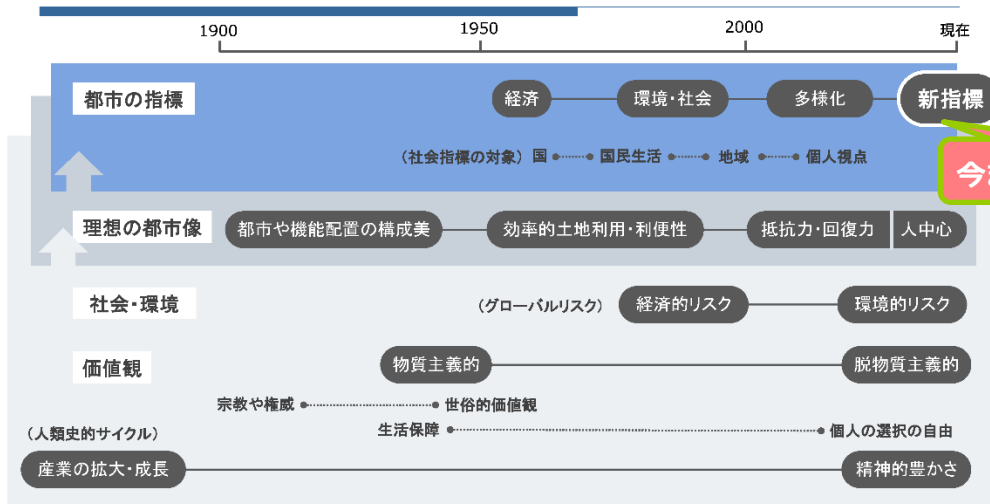 1900 1950 2000 現在
都市の指標 経済 環境・社会 多様化 新指標
（社会指標の対象）国 国民生活 地域 個人視点
今
理想の都市像 都市や機能配置の構成美 効率的土地利用・利便性 抵抗力・回復力 人中心
社会・環境 （グローバルリスク） 経済的リスク 環境的リスク
価値観 物質主義的 脱物質主義的
宗教や権威 世俗的価値観
生活保障 個人の選択の自由
（人類史的サイクル）
産業の拡大・成長 精神的豊かさ